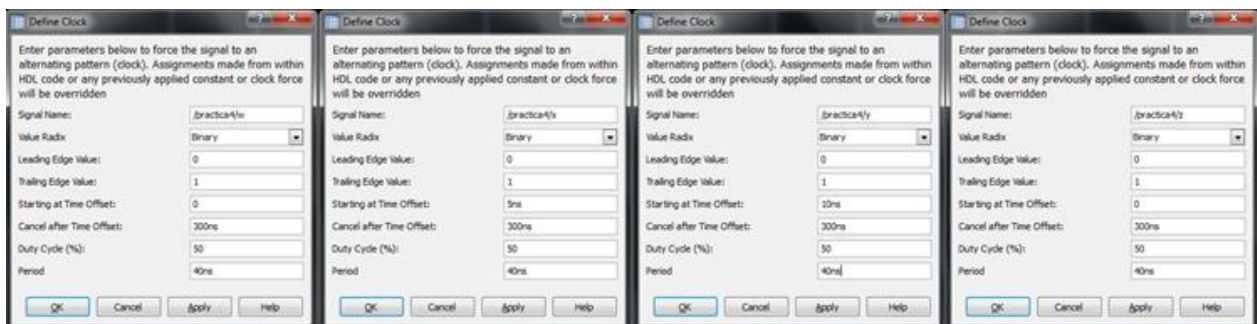 Define Clock
Enter parameters below to force the signal to an
alternating pattern (clock). Assignments made from within
HDL code or any previously applied constant or clock force
will be overridden
Signal Name: /practica4/w
Value Radix Binary
Leading Edge Value: 0
Trailing Edge Value: 1
Starting at Time Offset: 0
Cancel after Time Offset: 300ns
Duty Cycle (%): 50
Period 40ns
OK Cancel Apply Help
Define Clock
Enter parameters below to force the signal to an
alternating pattern (clock). Assignments made from within
HDL code or any previously applied constant or clock force
will be overridden
Signal Name: /practica4/x
Value Radix Binary
Leading Edge Value: 0
Trailing Edge Value: 1
Starting at Time Offset: 5ns
Cancel after Time Offset: 300ns
Duty Cycle (%): 50
Period 40ns
OK Cancel Apply Help
Define Clock
Enter parameters below to force the signal to an
alternating pattern (clock). Assignments made from within
HDL code or any previously applied constant or clock force
will be overridden
Signal Name: /practica4/y
Value Radix Binary
Leading Edge Value: 0
Trailing Edge Value: 1
Starting at Time Offset: 10ns
Cancel after Time Offset: 300ns
Duty Cycle (%): 50
Period 40ns
OK Cancel Apply Help
Define Clock
Enter parameters below to force the signal to an
alternating pattern (clock). Assignments made from within
HDL code or any previously applied constant or clock force
will be overridden
Signal Name: /practica4/z
Value Radix Binary
Leading Edge Value: 0
Trailing Edge Value: 1
Starting at Time Offset: 0
Cancel after Time Offset: 300ns
Duty Cycle (%): 50
Period 40ns
OK Cancel Apply Help